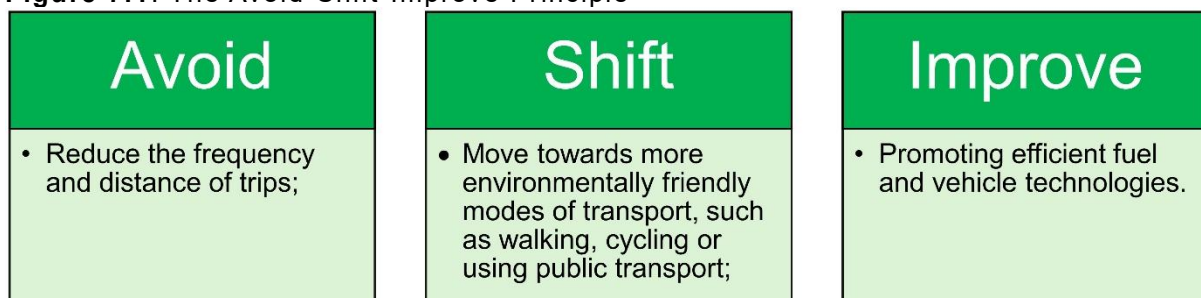 The Avoid-Shift-Improve Principle
Avoid
• Reduce the frequency
and distance of trips;
Shift
• Move towards more
environmentally friendly
modes of transport, such
as walking, cycling or
using public transport;
Improve
• Promoting efficient fuel
and vehicle technologies.